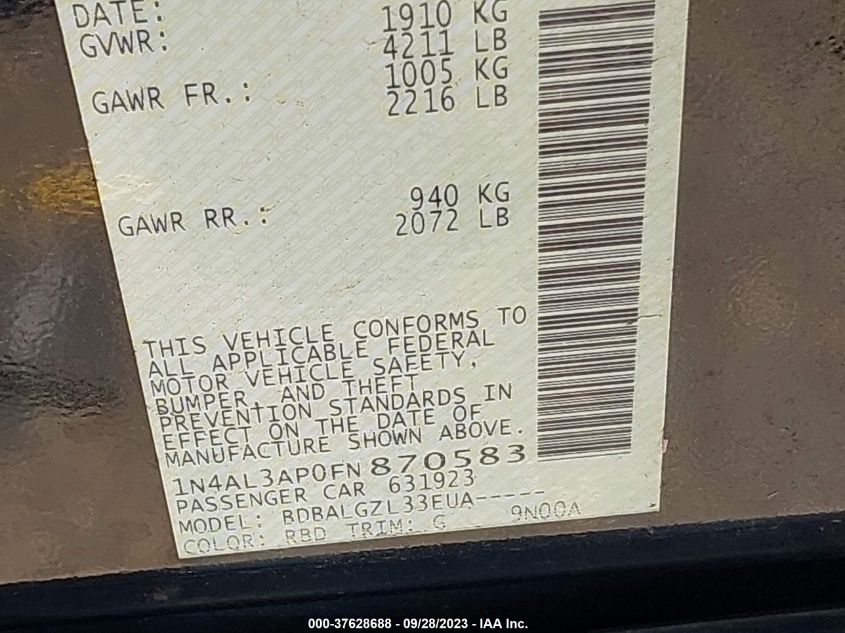 DATE: 1910 KG
GVWR: 4211 LB
1005 KG
GAWR FR.: 2216 LB
940 KG
GAWR RR.: 2072 LB
THIS VEHICLE CONFORMS TO
ALL APPLICABLE FEDERAL
MOTOR VEHICLE SAFETY,
BUMPER, AND THEFT
PREVENTION STANDARDS IN
EFFECT ON THE DATE OF
MANUFACTURE SHOWN ABOVE.
1N4AL3AP0FN870583
PASSENGER CAR 631923
MODEL: BDBALGZL33EUA-----
COLOR: RBD TRIM: G 9N00A
000-37628688 - 09/28/2023 - IAA Inc.